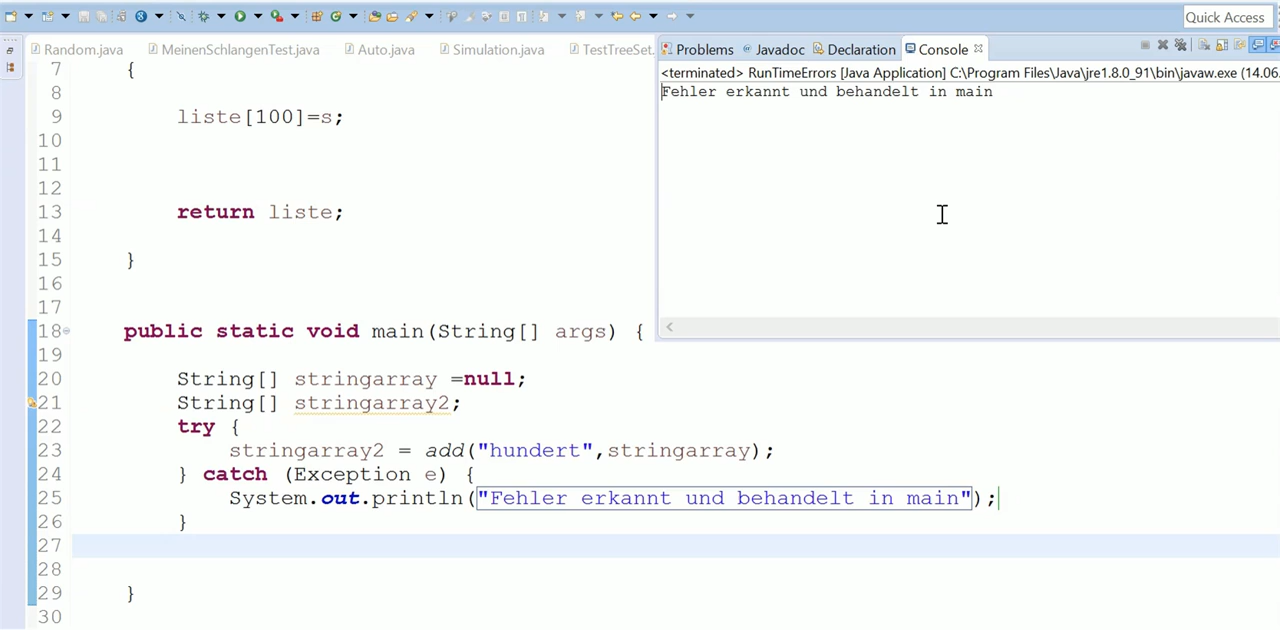 Quick Access
Random.java MeinenSchlangenTest.java Auto.java Simulation.java TestTreeSet.
Problems @ Javadoc Declaration Console
<terminated> RunTimeErrors [Java Application] C:\Program Files\Java\jre1.8.0_91\bin\javaw.exe (14.06.
Fehler erkannt und behandelt in main
7 {
8
9 liste[100]=s;
10
11
12
13 return liste;
14
15 }
16
17
18 public static void main(String[] args) {
19
20 String[] stringarray =null;
21 String[] stringarray2;
22 try {
23 stringarray2 = add("hundert",stringarray);
24 } catch (Exception e) {
25 System.out.println("Fehler erkannt und behandelt in main");
26 }
27
28
29 }
30